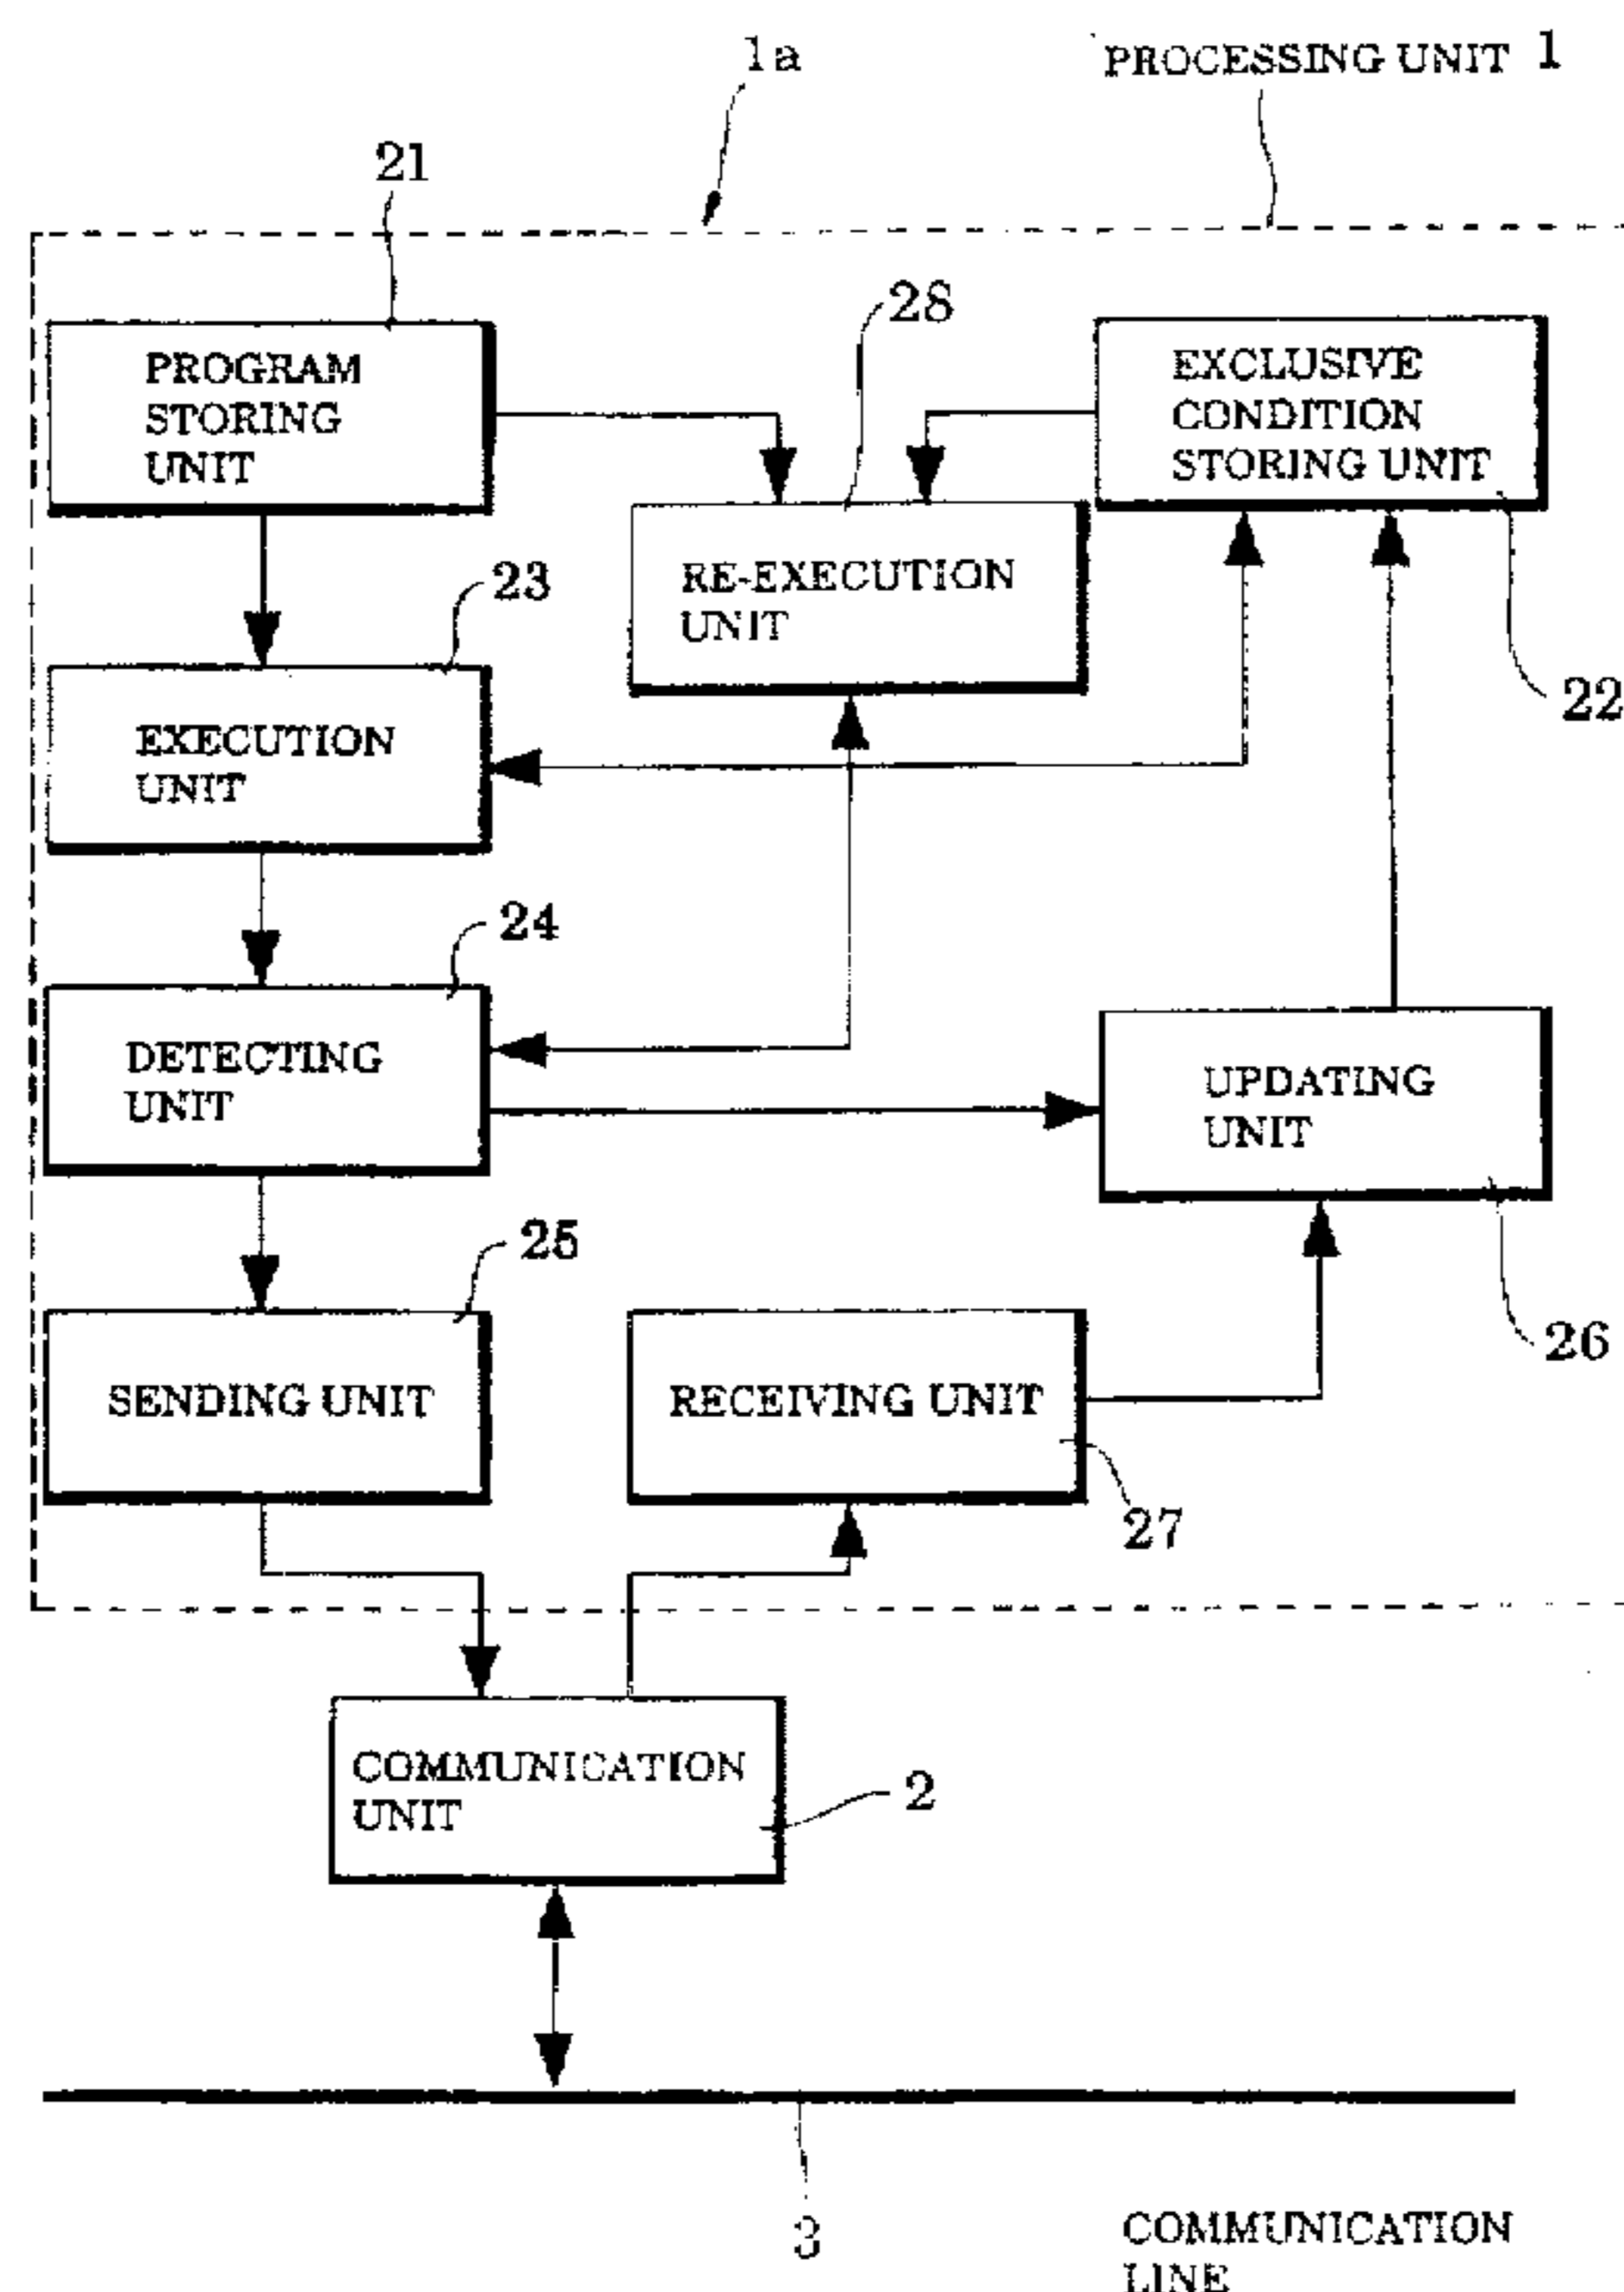 1a
PROCESSING UNIT 1
21
28
PROGRAM
STORING
UNIT
EXCLUSIVE
CONDITION
STORING UNIT
23
RE-EXECUTION
UNIT
22
EXECUTION
UNIT
24
DETECTING
UNIT
UPDATING
UNIT
25
26
SENDING UNIT
RECEIVING UNIT
27
COMMUNICATION
UNIT
2
3
COMMUNICATION
LINE